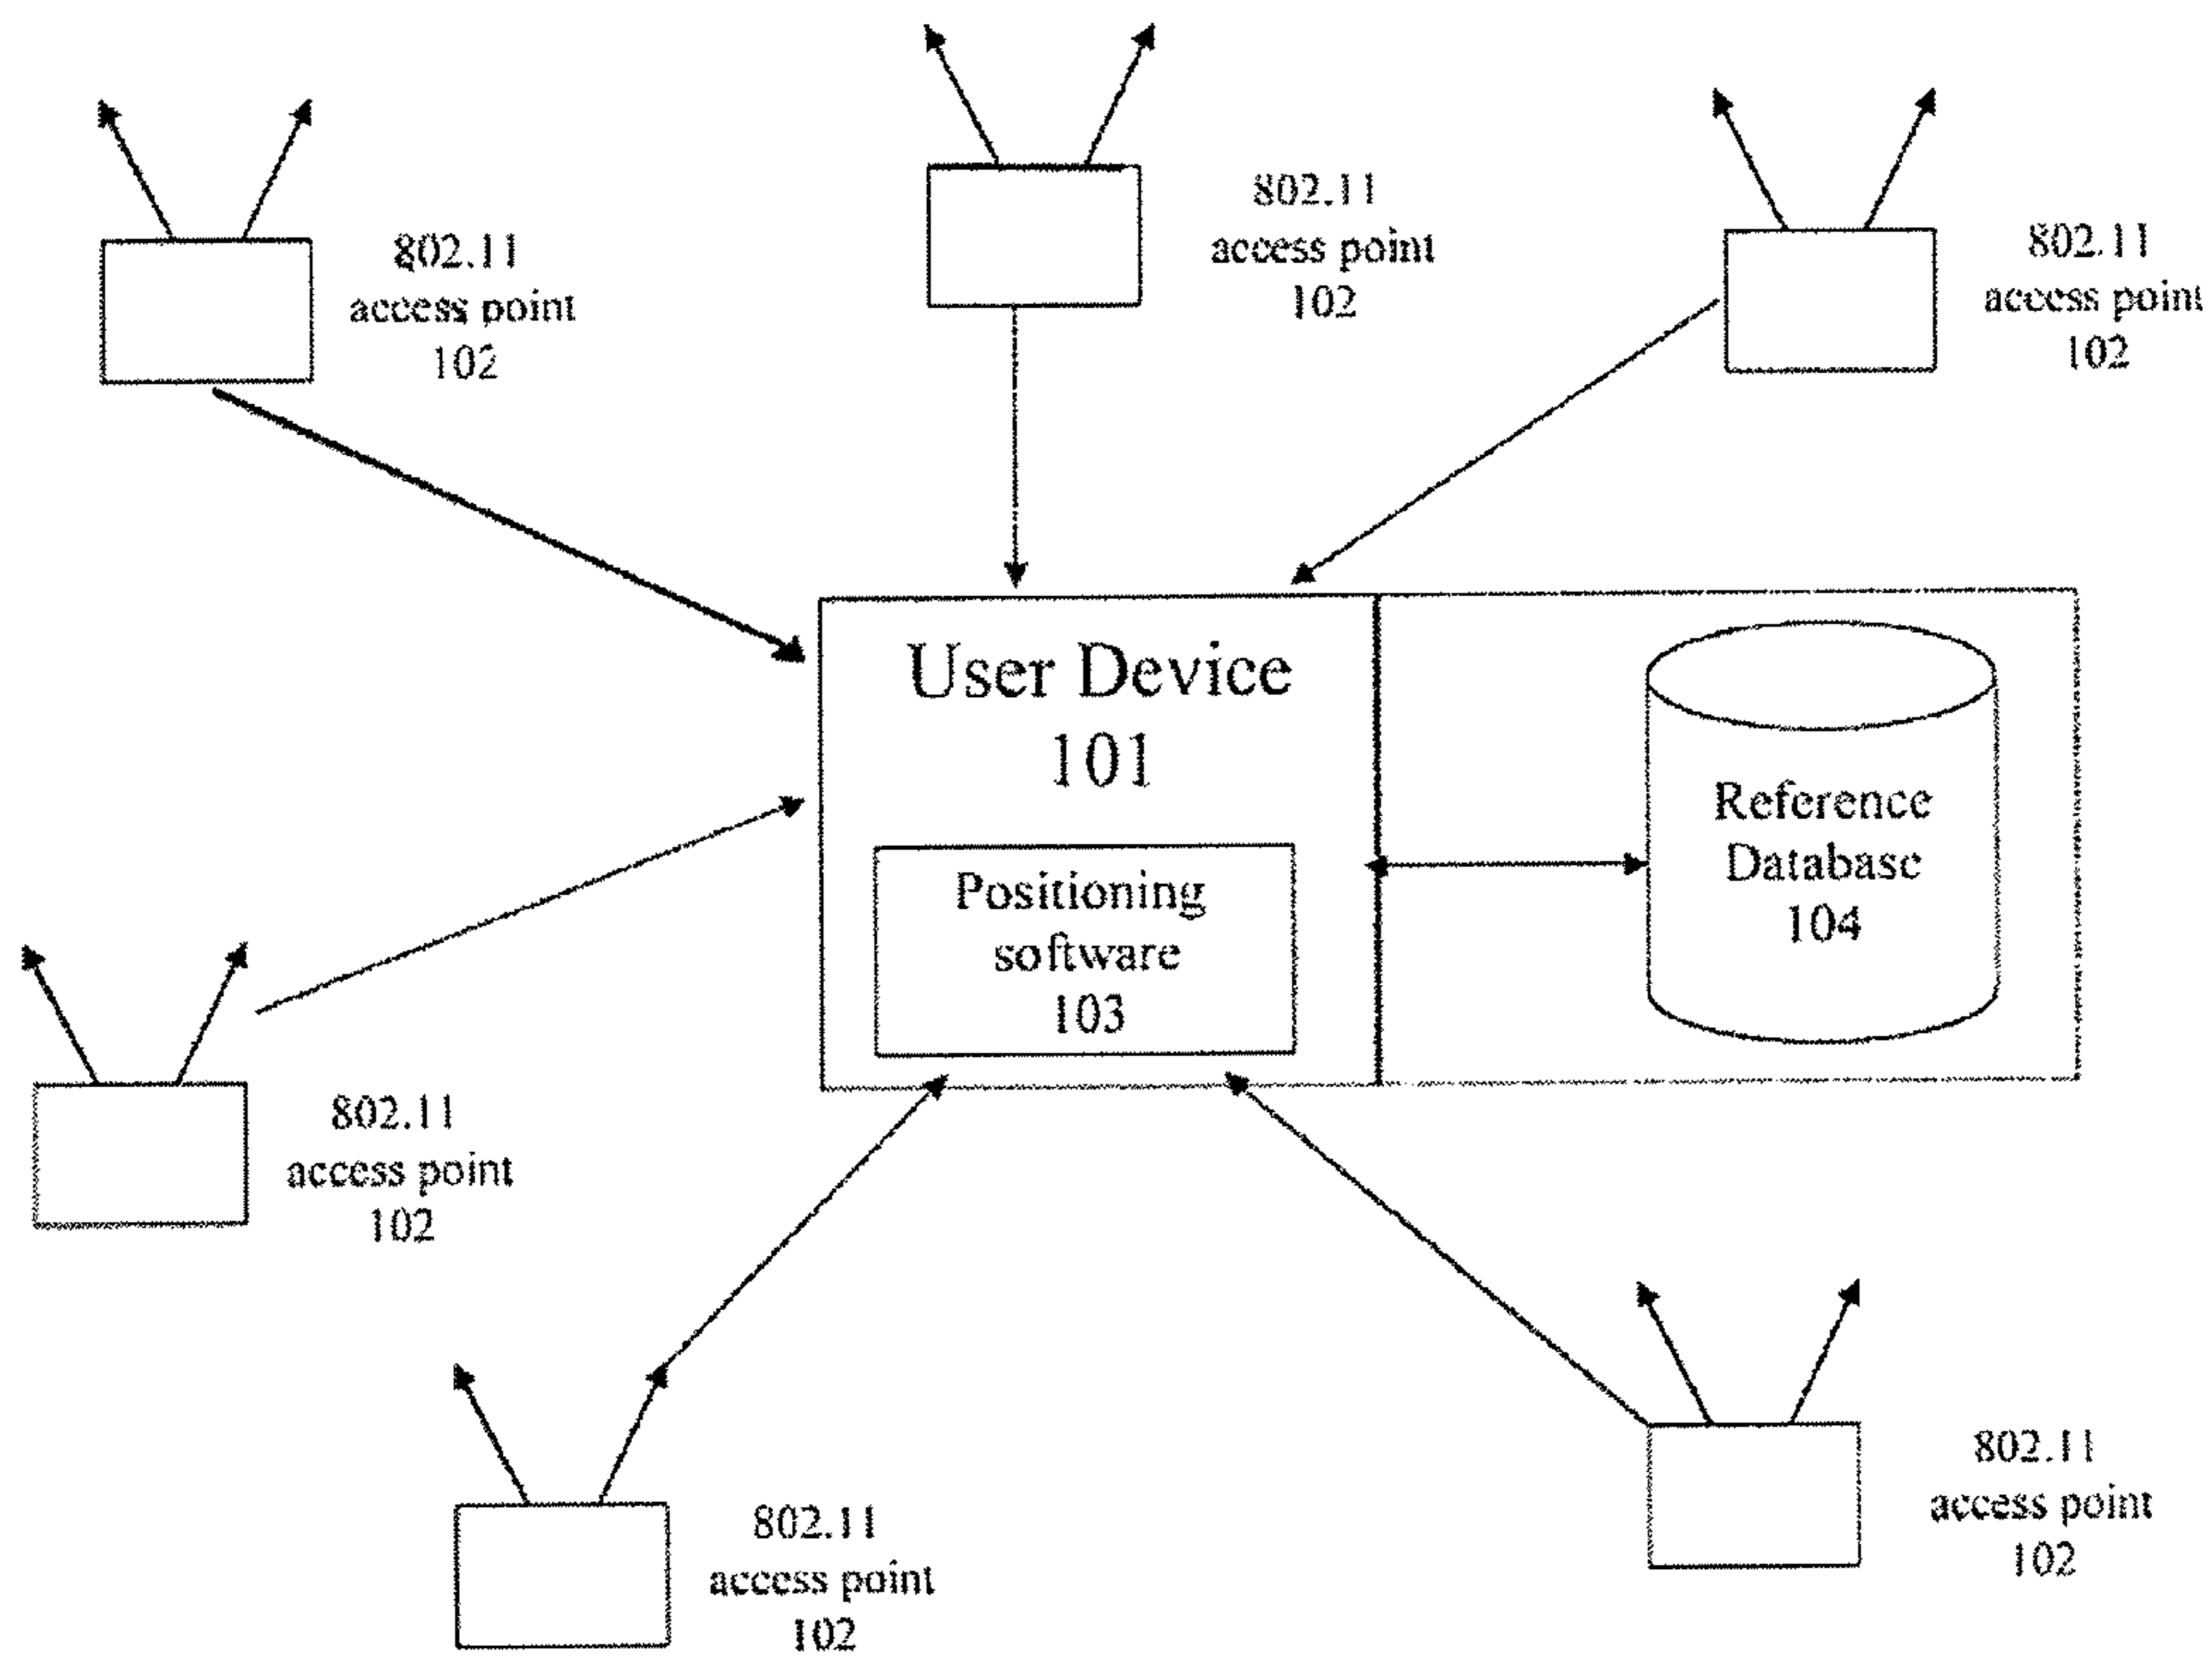 802.11
access point
102
802.11
access point
102
802.11
access point
102
User Device
101
Positioning
software
103
Reference
Database
104
802.11
access point
102
802.11
access point
102
802.11
access point
102